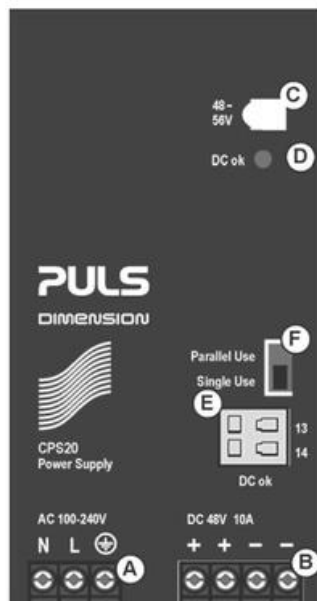 48-
56V
C
DC ok
D
PULS
DIMENSION
F
Parallel Use
Single Use
E
13
14
CPS20
Power Supply
DC ok
AC 100-240V
DC 48V 10A
N L
+ + − −
A
B